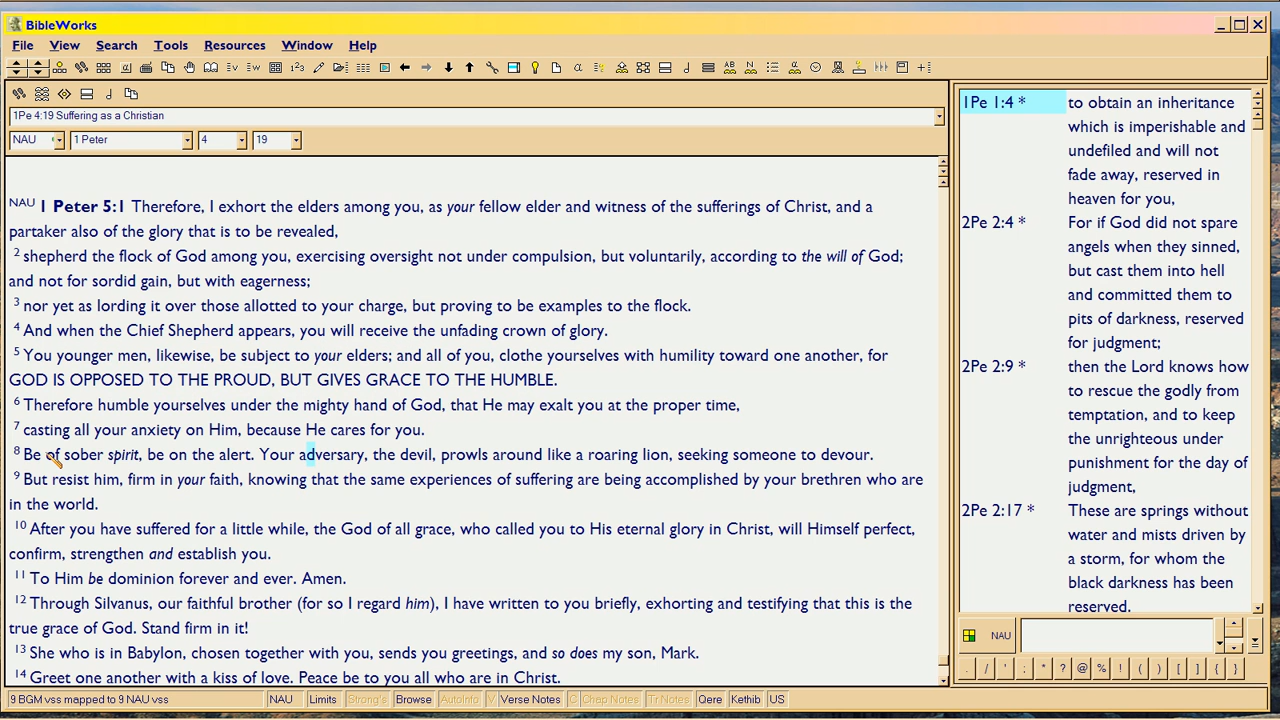 BibleWorks
File View Search Tools Resources Window Help
1Pe 4:19 Suffering as a Christian
NAU 1 Peter 4 19
NAU 1 Peter 5:1 Therefore, I exhort the elders among you, as your fellow elder and witness of the sufferings of Christ, and a
partaker also of the glory that is to be revealed,
2 shepherd the flock of God among you, exercising oversight not under compulsion, but voluntarily, according to the will of God;
and not for sordid gain, but with eagerness;
3 nor yet as lording it over those allotted to your charge, but proving to be examples to the flock.
4 And when the Chief Shepherd appears, you will receive the unfading crown of glory.
5 You younger men, likewise, be subject to your elders; and all of you, clothe yourselves with humility toward one another, for
GOD IS OPPOSED TO THE PROUD, BUT GIVES GRACE TO THE HUMBLE.
6 Therefore humble yourselves under the mighty hand of God, that He may exalt you at the proper time,
7 casting all your anxiety on Him, because He cares for you.
8 Be of sober spirit, be on the alert. Your adversary, the devil, prowls around like a roaring lion, seeking someone to devour.
9 But resist him, firm in your faith, knowing that the same experiences of suffering are being accomplished by your brethren who are
in the world.
10 After you have suffered for a little while, the God of all grace, who called you to His eternal glory in Christ, will Himself perfect,
confirm, strengthen and establish you.
11 To Him be dominion forever and ever. Amen.
12 Through Silvanus, our faithful brother (for so I regard him), I have written to you briefly, exhorting and testifying that this is the
true grace of God. Stand firm in it!
13 She who is in Babylon, chosen together with you, sends you greetings, and so does my son, Mark.
14 Greet one another with a kiss of love. Peace be to you all who are in Christ.
1Pe 1:4 * to obtain an inheritance
which is imperishable and
undefiled and will not
fade away, reserved in
heaven for you,
2Pe 2:4 * For if God did not spare
angels when they sinned,
but cast them into hell
and committed them to
pits of darkness, reserved
for judgment;
2Pe 2:9 * then the Lord knows how
to rescue the godly from
temptation, and to keep
the unrighteous under
punishment for the day of
judgment,
2Pe 2:17 * These are springs without
water and mists driven by
a storm, for whom the
black darkness has been
reserved.
NAU
. / ' ; * ? @ % ! ( ) [ ] { }
9 BGM vss mapped to 9 NAU vss NAU Limits Strong's Browse AutoInfo V Verse Notes C Chap Notes Tr Notes Qere Kethib US